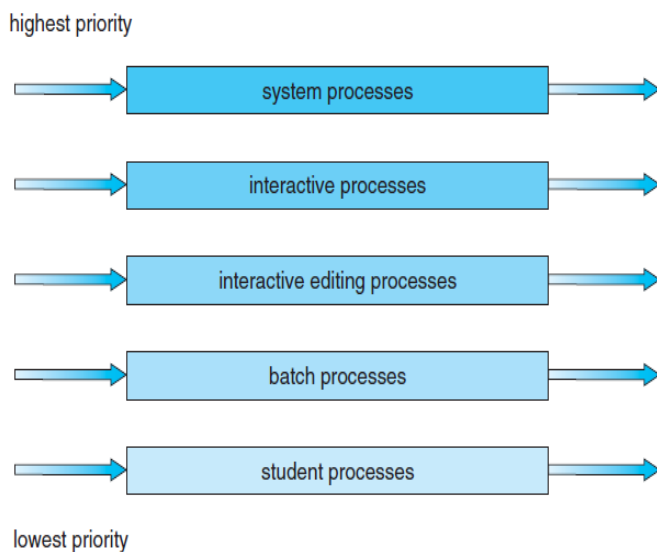 highest priority
system processes
interactive processes
interactive editing processes
batch processes
student processes
lowest priority